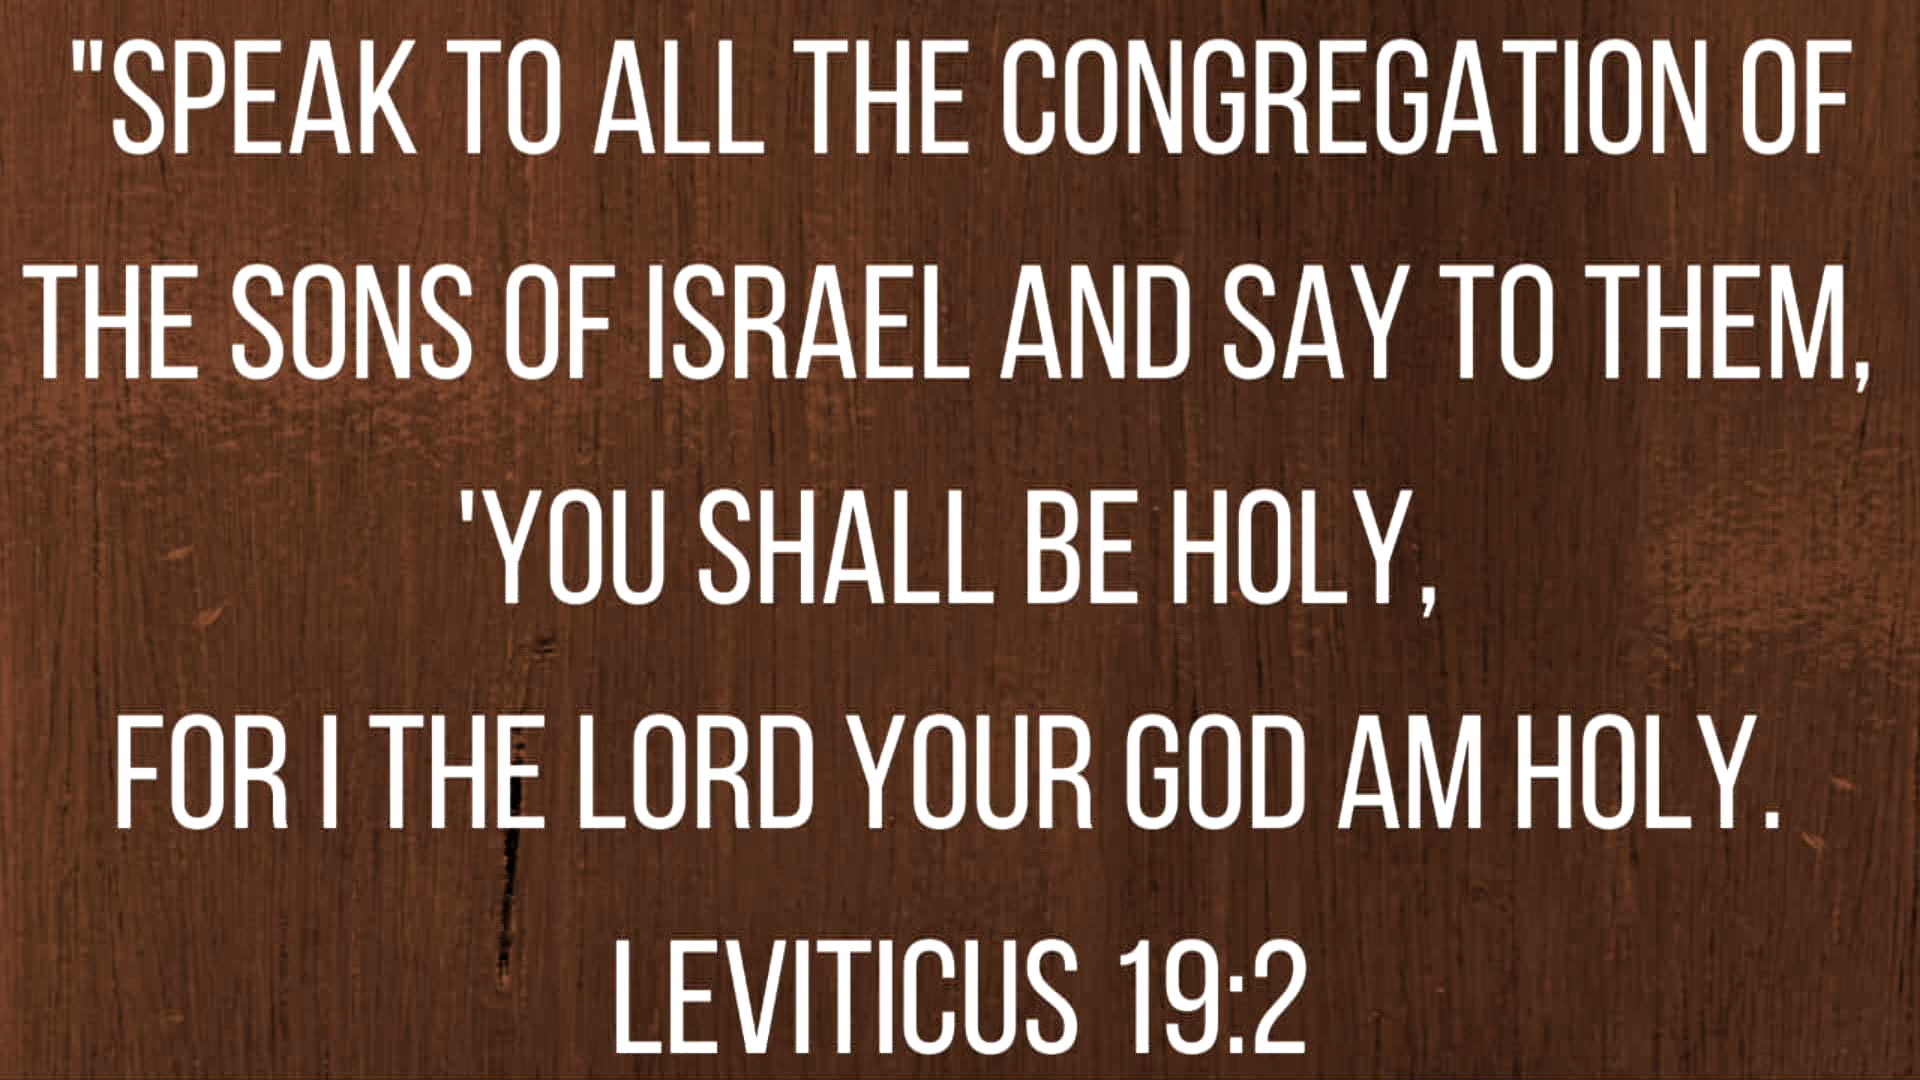 "SPEAK TO ALL THE CONGREGATION OF
THE SONS OF ISRAEL AND SAY TO THEM,
'YOU SHALL BE HOLY,
FOR I THE LORD YOUR GOD AM HOLY.
LEVITICUS 19:2